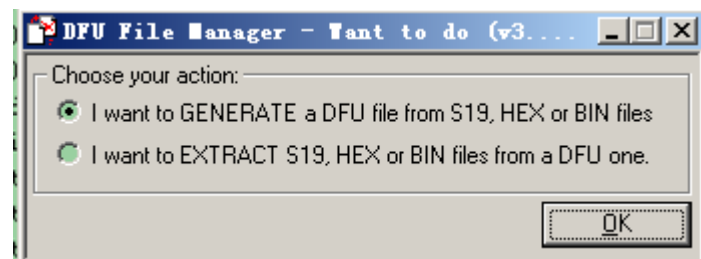 DFU File Manager - Want to do (v3....
Choose your action:
I want to GENERATE a DFU file from S19, HEX or BIN files
I want to EXTRACT S19, HEX or BIN files from a DFU one.
OK